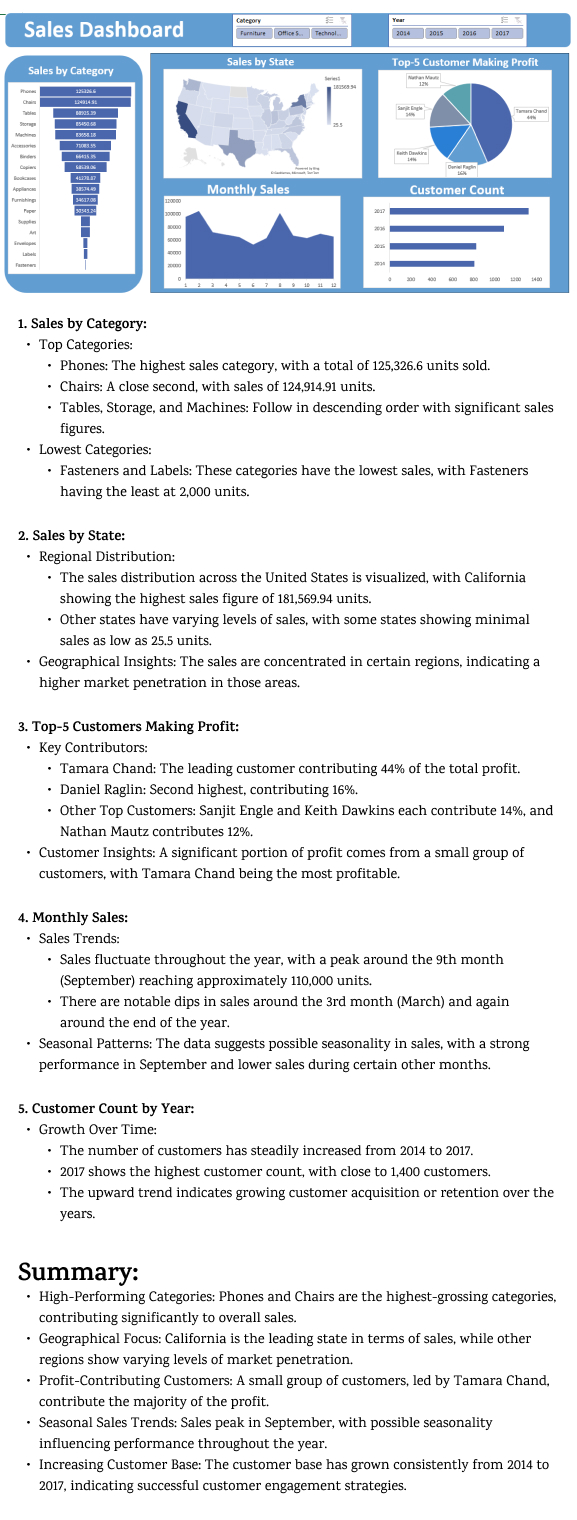 Sales Dashboard
Category
Furniture
Office S...
Technol...
Year
2014
2015
2016
2017
Sales by Category
Phones 125326.6
Chairs 124914.91
Tables 88915.39
Storage 85450.68
Machines 83658.18
Accessories 71083.55
Binders 66415.35
Copiers 68539.06
Bookcases 41278.87
Appliances 38574.49
Furnishings 34617.08
Paper 30343.24
Supplies
Art
Envelopes
Labels
Fasteners
Sales by State
Series1
181569.94
25.5
Powered by Bing
© GeoNames, Microsoft, TomTom
Top-5 Customer Making Profit
Nathan Mautz
12%
Sanjit Engle
14%
Keith Dawkins
14%
Daniel Raglin
16%
Tamara Chand
44%
Monthly Sales
120000
100000
80000
60000
40000
20000
0
1 2 3 4 5 6 7 8 9 10 11 12
Customer Count
2017
2016
2015
2014
0 200 400 600 800 1000 1200 1400
1. Sales by Category:
• Top Categories:
• Phones: The highest sales category, with a total of 125,326.6 units sold.
• Chairs: A close second, with sales of 124,914.91 units.
• Tables, Storage, and Machines: Follow in descending order with significant sales
figures.
• Lowest Categories:
• Fasteners and Labels: These categories have the lowest sales, with Fasteners
having the least at 2,000 units.
2. Sales by State:
• Regional Distribution:
• The sales distribution across the United States is visualized, with California
showing the highest sales figure of 181,569.94 units.
• Other states have varying levels of sales, with some states showing minimal
sales as low as 25.5 units.
• Geographical Insights: The sales are concentrated in certain regions, indicating a
higher market penetration in those areas.
3. Top-5 Customers Making Profit:
• Key Contributors:
• Tamara Chand: The leading customer contributing 44% of the total profit.
• Daniel Raglin: Second highest, contributing 16%.
• Other Top Customers: Sanjit Engle and Keith Dawkins each contribute 14%, and
Nathan Mautz contributes 12%.
• Customer Insights: A significant portion of profit comes from a small group of
customers, with Tamara Chand being the most profitable.
4. Monthly Sales:
• Sales Trends:
• Sales fluctuate throughout the year, with a peak around the 9th month
(September) reaching approximately 110,000 units.
• There are notable dips in sales around the 3rd month (March) and again
around the end of the year.
• Seasonal Patterns: The data suggests possible seasonality in sales, with a strong
performance in September and lower sales during certain other months.
5. Customer Count by Year:
• Growth Over Time:
• The number of customers has steadily increased from 2014 to 2017.
• 2017 shows the highest customer count, with close to 1,400 customers.
• The upward trend indicates growing customer acquisition or retention over the
years.
Summary:
• High-Performing Categories: Phones and Chairs are the highest-grossing categories,
contributing significantly to overall sales.
• Geographical Focus: California is the leading state in terms of sales, while other
regions show varying levels of market penetration.
• Profit-Contributing Customers: A small group of customers, led by Tamara Chand,
contribute the majority of the profit.
• Seasonal Sales Trends: Sales peak in September, with possible seasonality
influencing performance throughout the year.
• Increasing Customer Base: The customer base has grown consistently from 2014 to
2017, indicating successful customer engagement strategies.